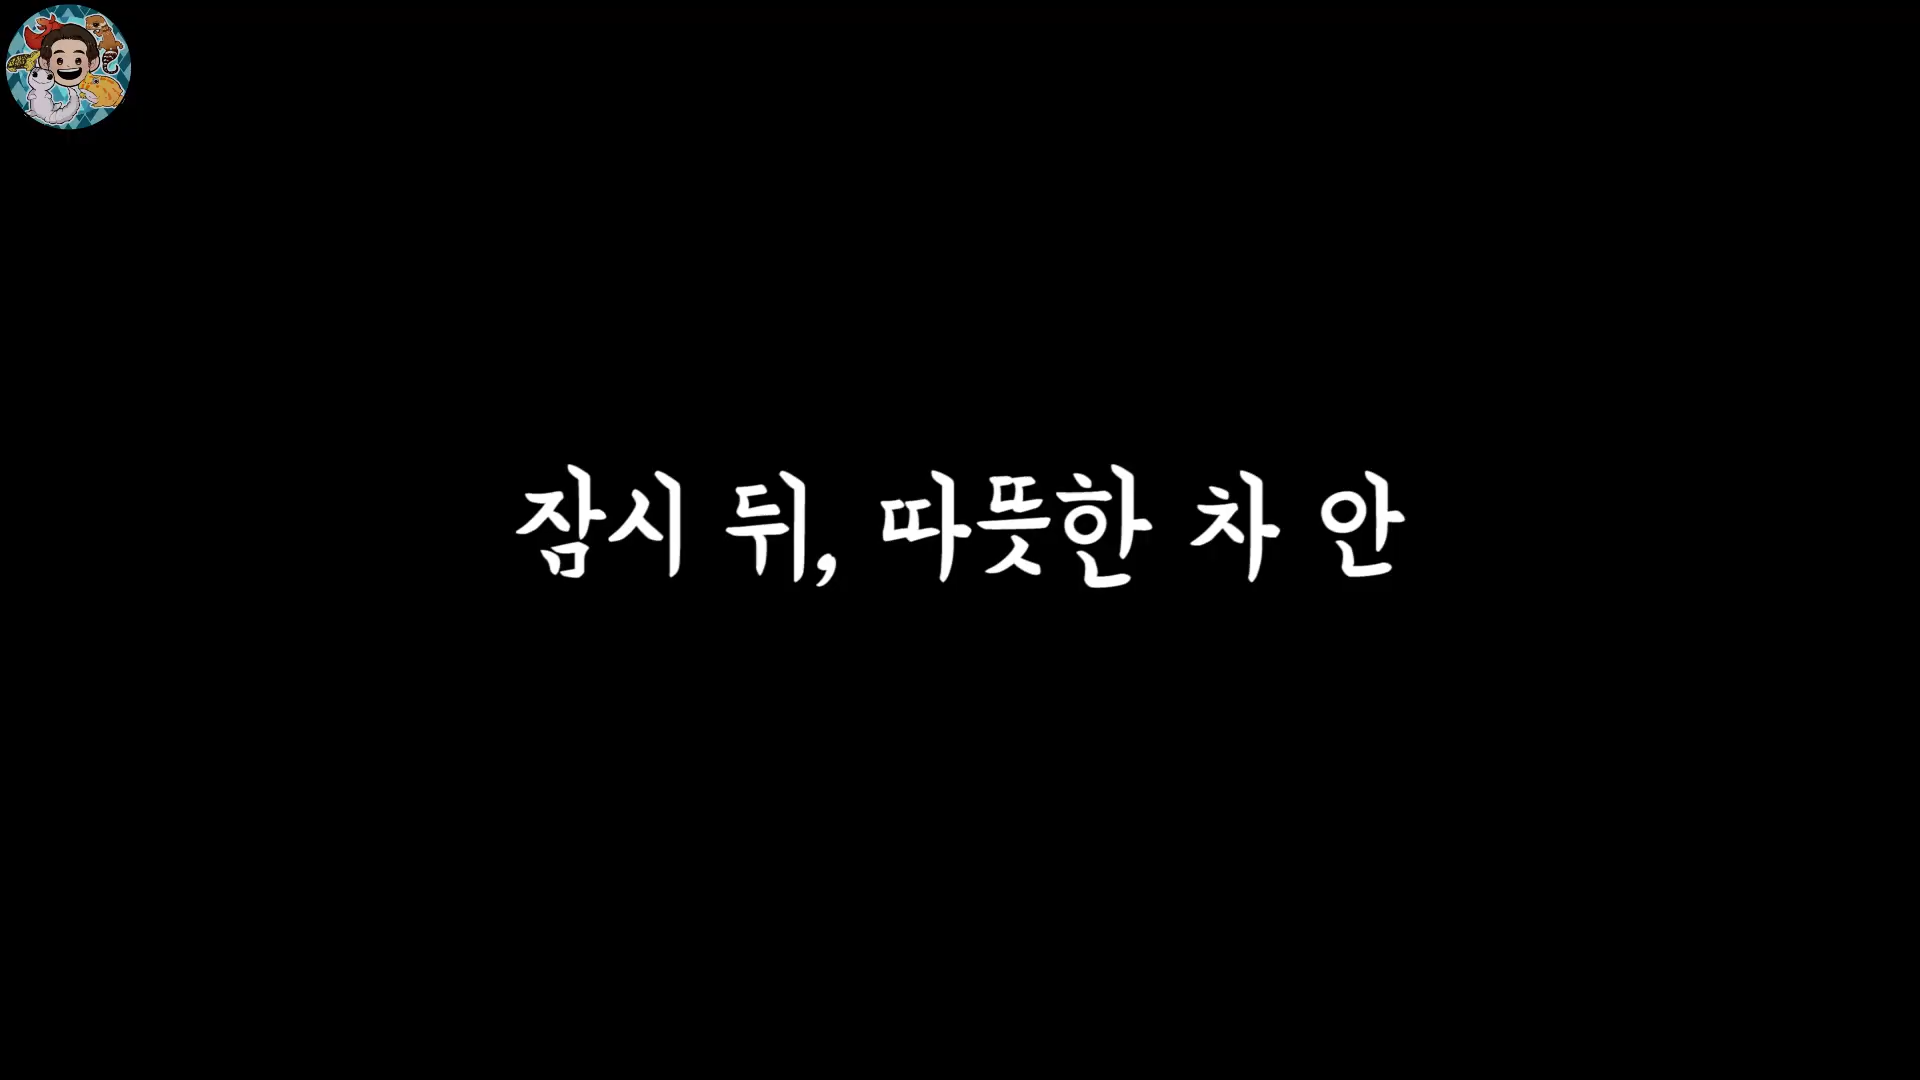 잠시 뒤, 따뜻한 차 안